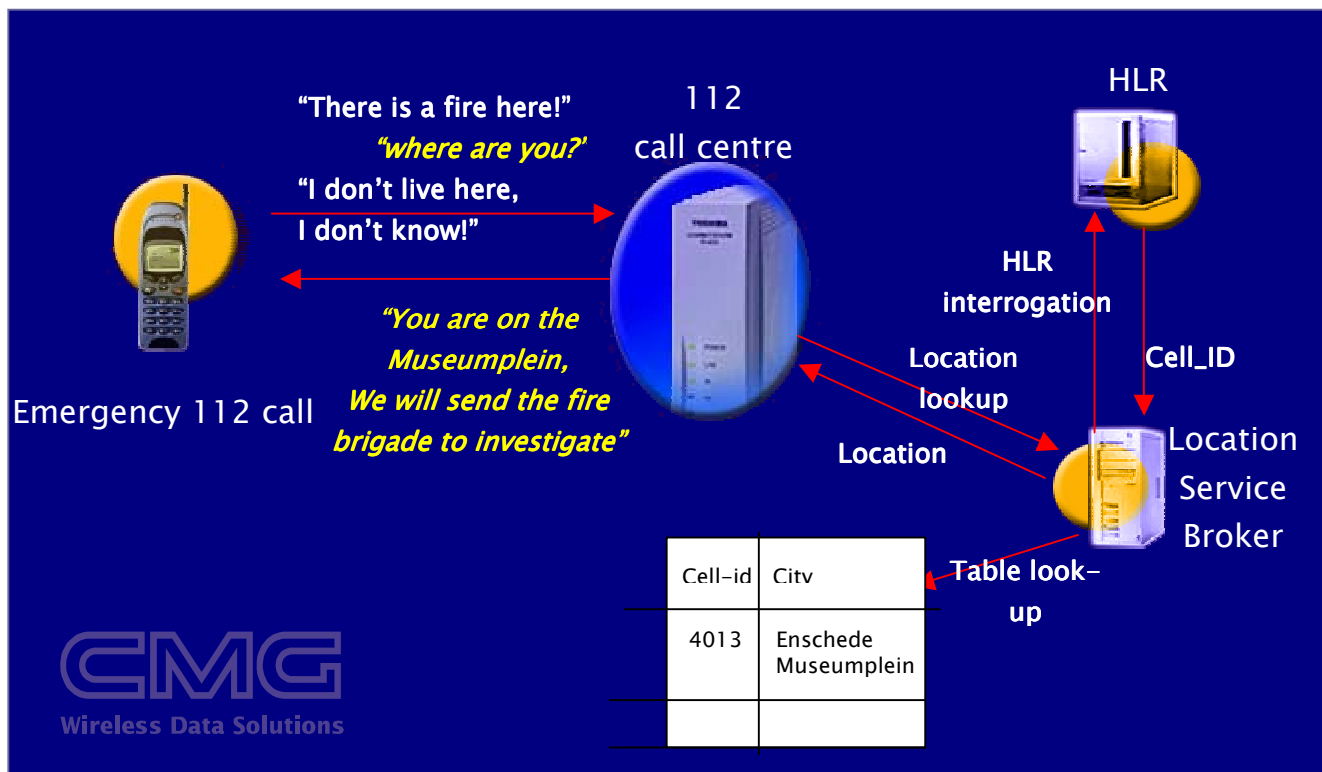 “There is a fire here!”
“where are you?”
“I don’t live here,
I don’t know!”
“You are on the
Museumplein,
We will send the fire
brigade to investigate”
Emergency 112 call
112
call centre
TOSHIBA
HLR
HLR
interrogation
Cell_ID
Location
lookup
Location
Location
Service
Broker
Table look-
up
Cell-id City
4013 Enschede
Museumplein
CMG
Wireless Data Solutions